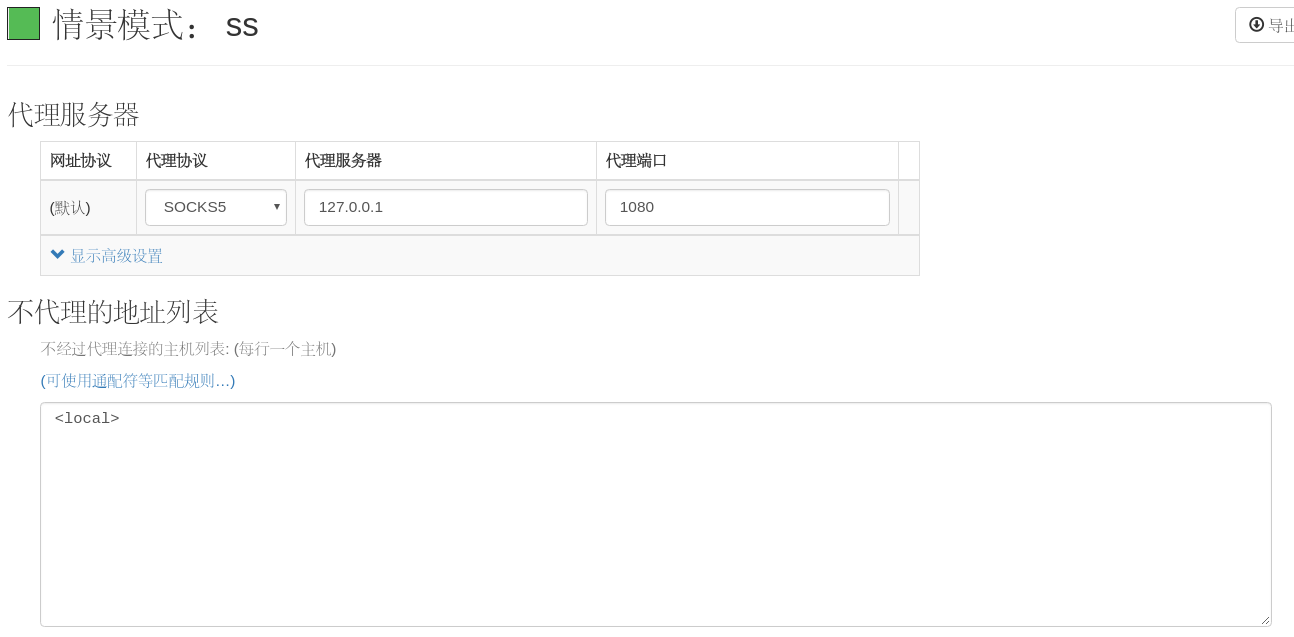 情景模式： ss
导出
代理服务器
网址协议 代理协议 代理服务器 代理端口
(默认) SOCKS5 127.0.0.1 1080
显示高级设置
不代理的地址列表
不经过代理连接的主机列表: (每行一个主机)
(可使用通配符等匹配规则…)
<local>